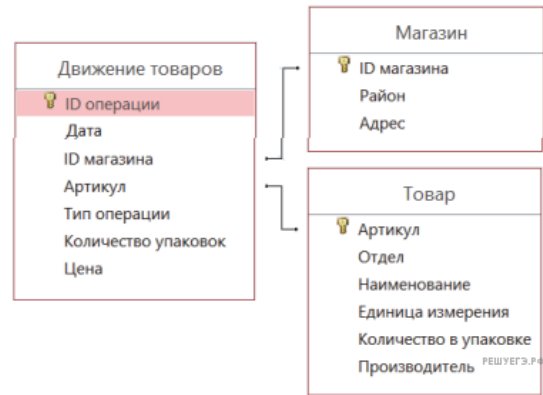 Движение товаров
ID операции
Дата
ID магазина
Артикул
Тип операции
Количество упаковок
Цена
Магазин
ID магазина
Район
Адрес
Товар
Артикул
Отдел
Наименование
Единица измерения
Количество в упаковке
Производитель
РЕШУЕГЭ.РФ